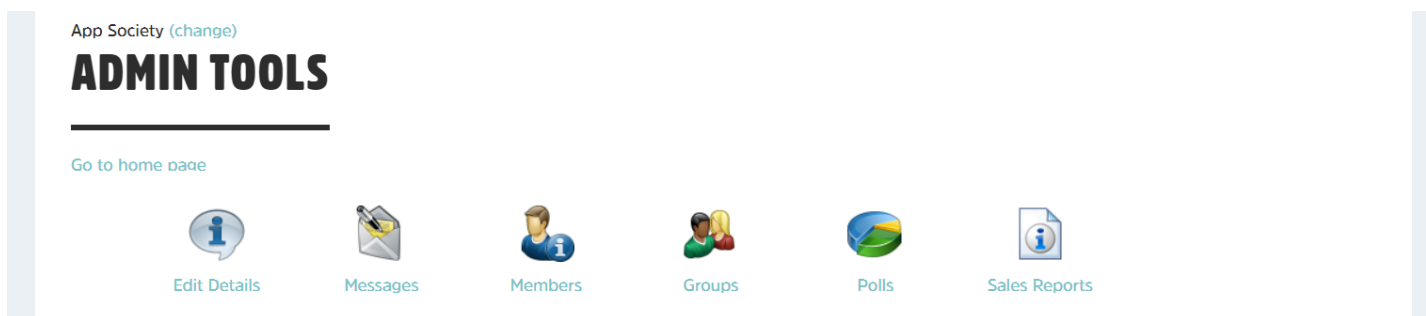 App Society (change)
ADMIN TOOLS
Go to home page
Edit Details Messages Members Groups Polls Sales Reports